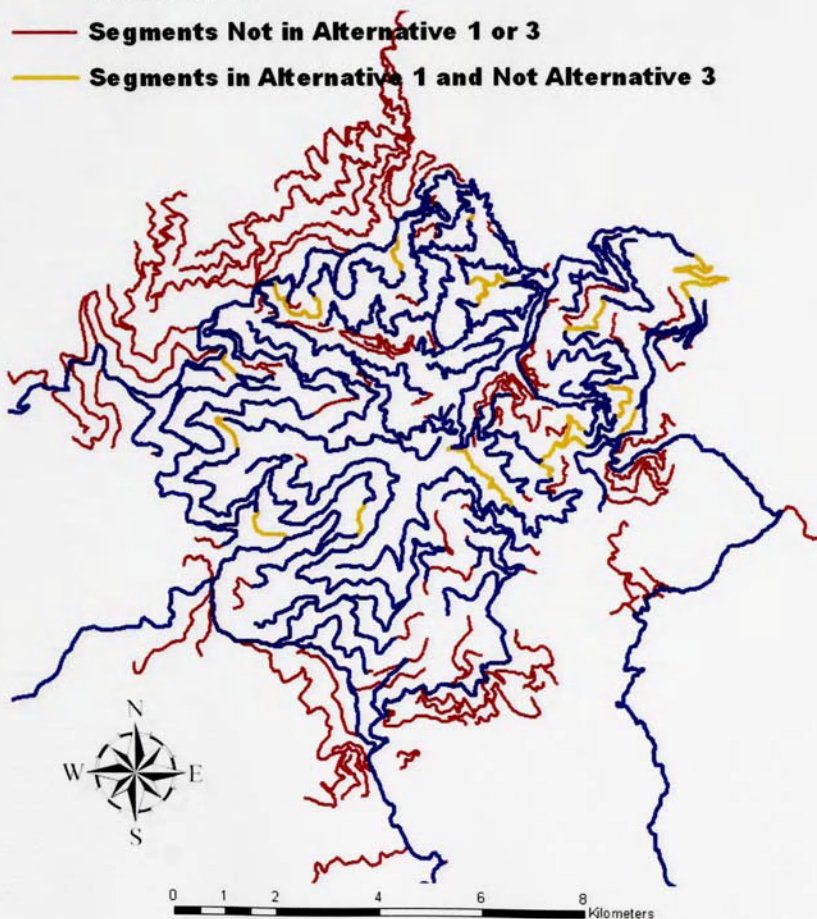 Segments Not in Alternative 1 or 3
Segments in Alternative 1 and Not Alternative 3
N
W E
S
0 1 2 4 6 8
Kilometers